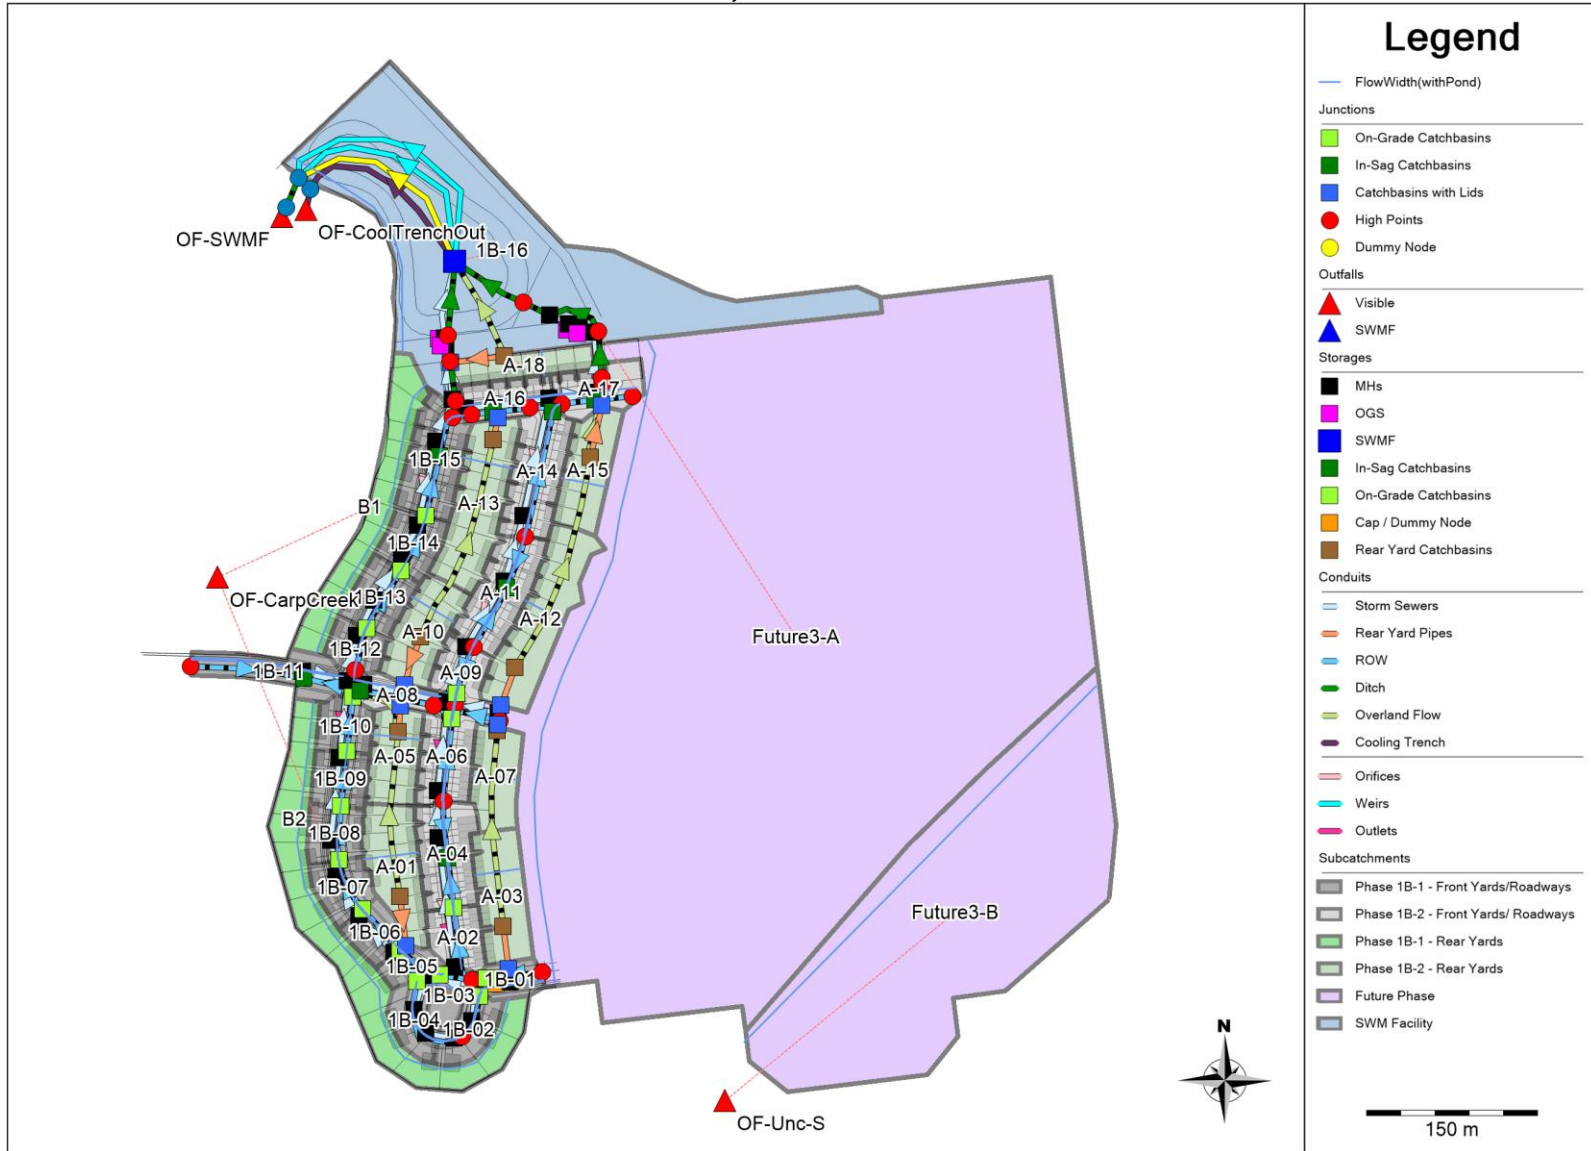 OF-SWMF
OF-CoolTrenchOut
1B-16
A-18
A-16
A-17
1B-15
A-14
A-15
B1
A-13
1B-14
OF-CarpCreek
1B-13
A-11
A-12
A-10
1B-12
1B-11
A-09
A-08
Future3-A
1B-10
A-05
A-06
A-07
1B-09
B2
1B-08
A-04
A-01
1B-07
A-03
Future3-B
1B-06
A-02
1B-05
1B-01
1B-03
1B-04
1B-02
OF-Unc-S
N
150 m
Legend
FlowWidth(withPond)
Junctions
On-Grade Catchbasins
In-Sag Catchbasins
Catchbasins with Lids
High Points
Dummy Node
Outfalls
Visible
SWMF
Storages
MHs
OGS
SWMF
In-Sag Catchbasins
On-Grade Catchbasins
Cap / Dummy Node
Rear Yard Catchbasins
Conduits
Storm Sewers
Rear Yard Pipes
ROW
Ditch
Overland Flow
Cooling Trench
Orifices
Weirs
Outlets
Subcatchments
Phase 1B-1 - Front Yards/Roadways
Phase 1B-2 - Front Yards/ Roadways
Phase 1B-1 - Rear Yards
Phase 1B-2 - Rear Yards
Future Phase
SWM Facility